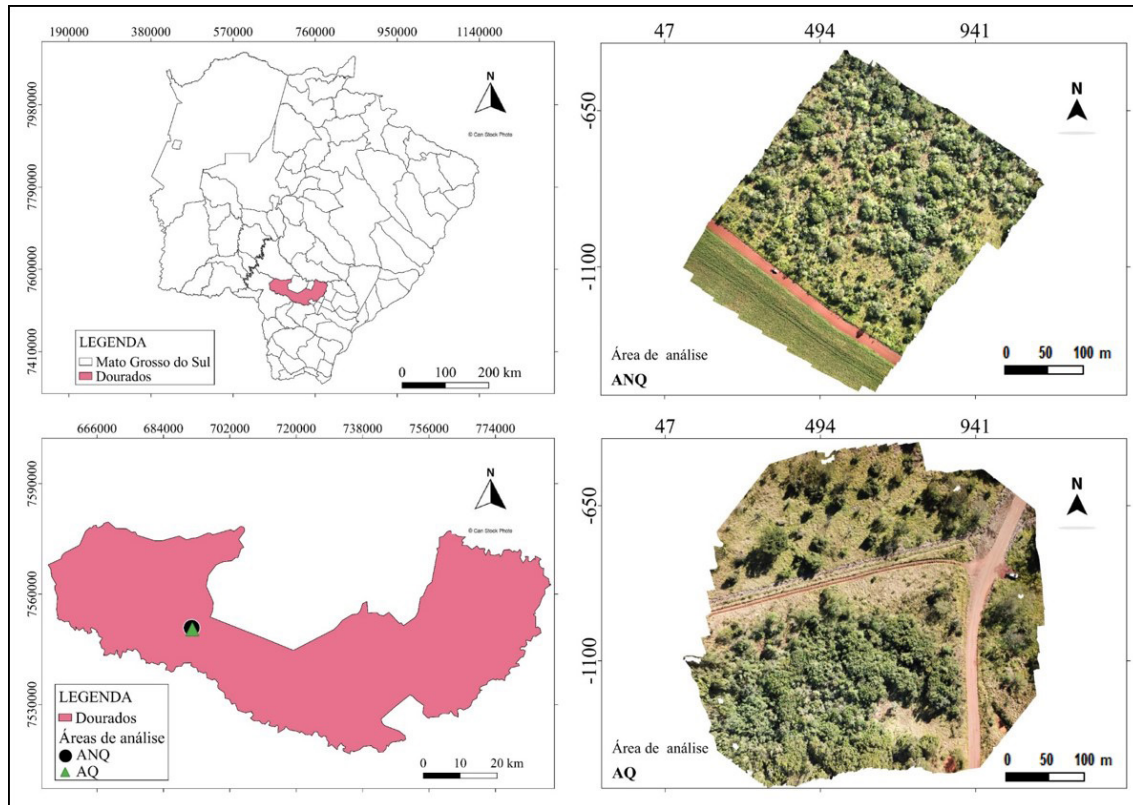 190000 380000 570000 760000 950000 1140000
7980000
7790000
7600000
7410000
N
© Can Stock Photo
LEGENDA
Mato Grosso do Sul
Dourados
0 100 200 km
47 494 941
-650
-1100
N
Área de análise
ANQ
0 50 100 m
666000 684000 702000 720000 738000 756000 774000
7590000
7560000
7530000
N
© Can Stock Photo
LEGENDA
Dourados
Áreas de análise
ANQ
AQ
0 10 20 km
47 494 941
-650
-1100
N
Área de análise
AQ
0 50 100 m